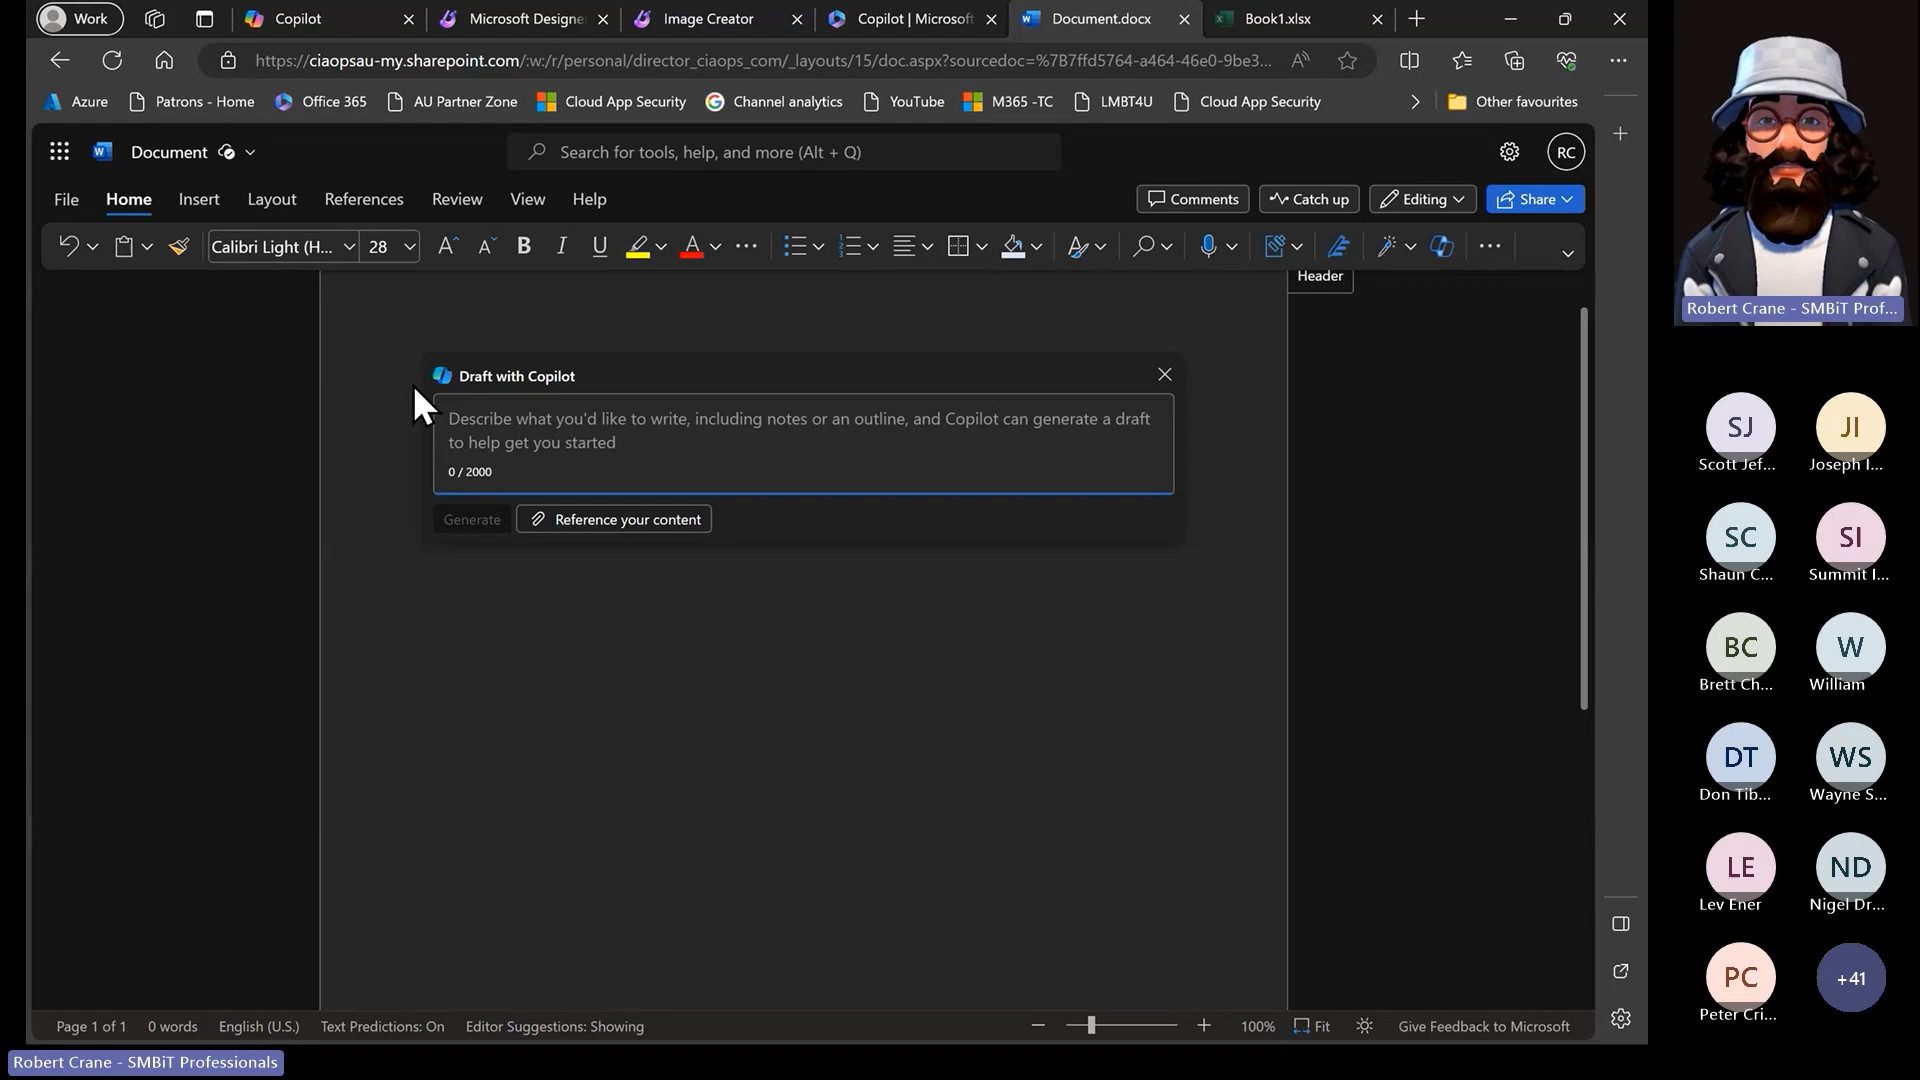 Work
Copilot
Microsoft Designe
Image Creator
Copilot | Microsoft
Document.docx
Book1.xlsx
https://ciaopsau-my.sharepoint.com/:w:/r/personal/director_ciaops_com/_layouts/15/doc.aspx?sourcedoc=%7B7ffd5764-a464-46e0-9be3...
Azure
Patrons - Home
Office 365
AU Partner Zone
Cloud App Security
Channel analytics
YouTube
M365 -TC
LMBT4U
Cloud App Security
Other favourites
Document
Search for tools, help, and more (Alt + Q)
RC
File
Home
Insert
Layout
References
Review
View
Help
Comments
Catch up
Editing
Share
Calibri Light (H...
28
Header
Draft with Copilot
Describe what you'd like to write, including notes or an outline, and Copilot can generate a draft
to help get you started
0 / 2000
Generate
Reference your content
Page 1 of 1
0 words
English (U.S.)
Text Predictions: On
Editor Suggestions: Showing
100%
Fit
Give Feedback to Microsoft
Robert Crane - SMBiT Professionals
Robert Crane - SMBiT Prof...
SJ
Scott Jef...
JI
Joseph I...
SC
Shaun C...
SI
Summit I...
BC
Brett Ch...
W
William
DT
Don Tib...
WS
Wayne S...
LE
Lev Ener
ND
Nigel Dr...
PC
Peter Cri...
+41